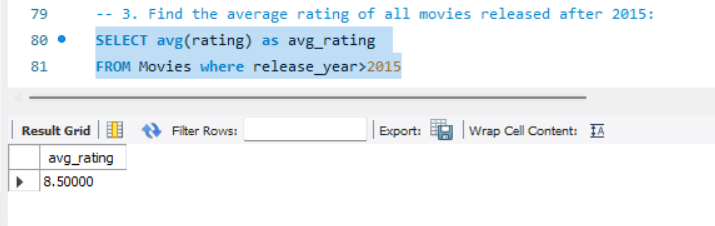 79 -- 3. Find the average rating of all movies released after 2015:
80 SELECT avg(rating) as avg_rating
81 FROM Movies where release_year>2015
Result Grid Filter Rows: Export: Wrap Cell Content: IA
avg_rating
8.50000